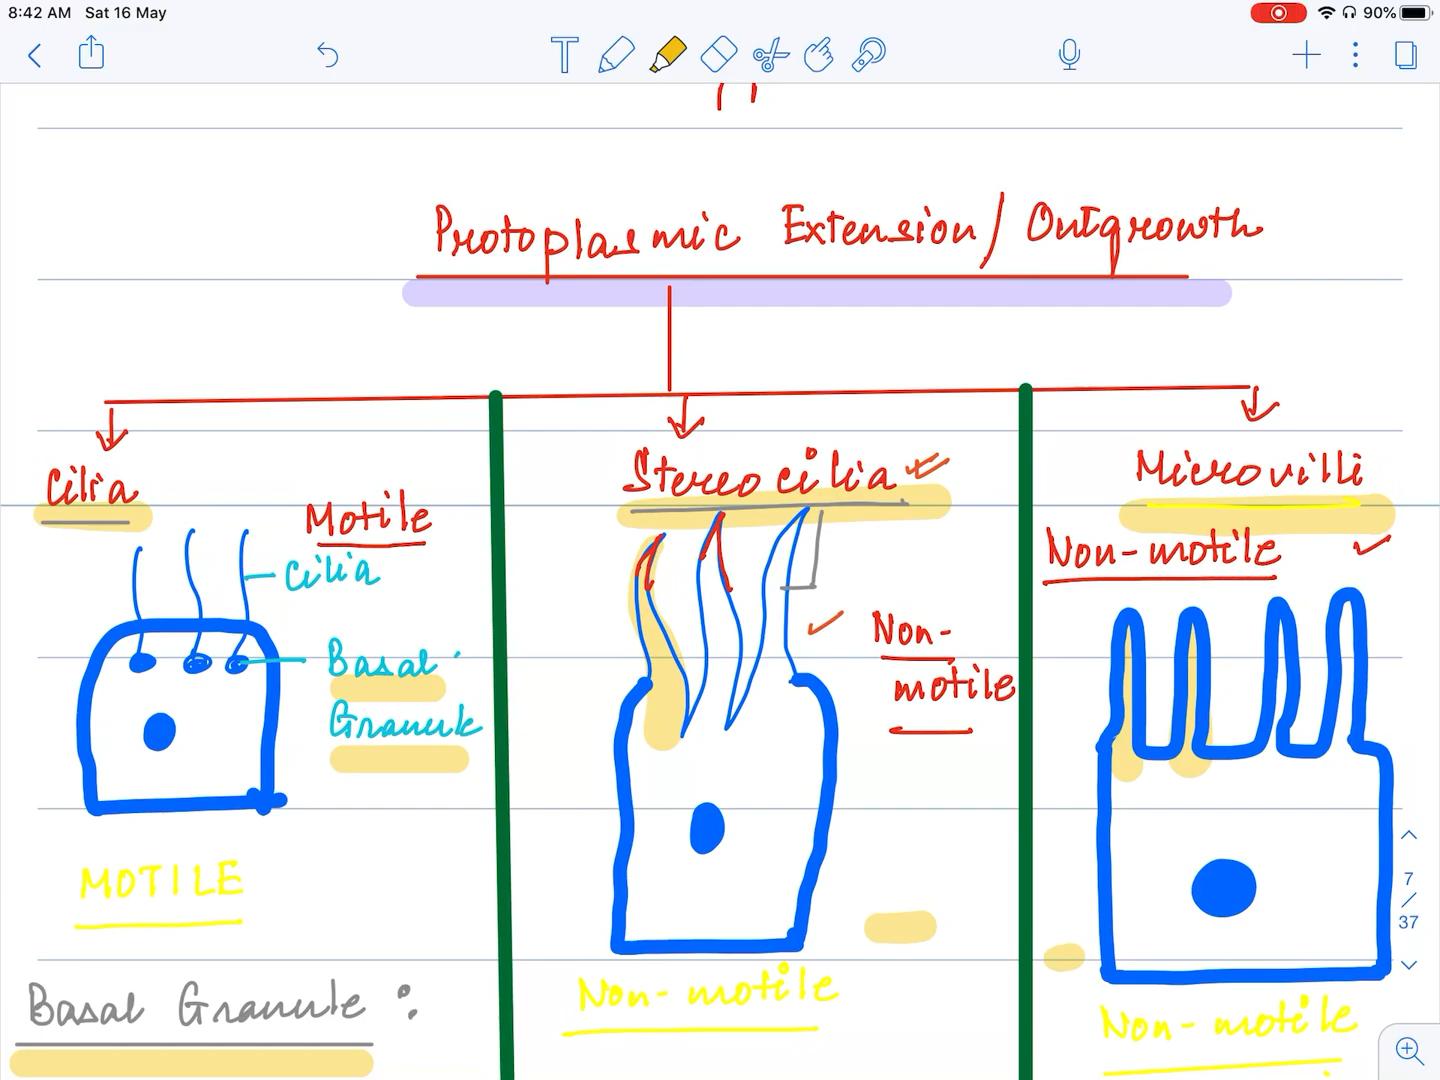 8:42 AM Sat 16 May
90%
Protoplasmic Extension/Outgrowth
Cilia
Stereocilia
Microvilli
Motile
Non-motile
Cilia
Non-
motile
Basal
Granule
MOTILE
7
/
37
Non-motile
Basal Granule :
Non-motile